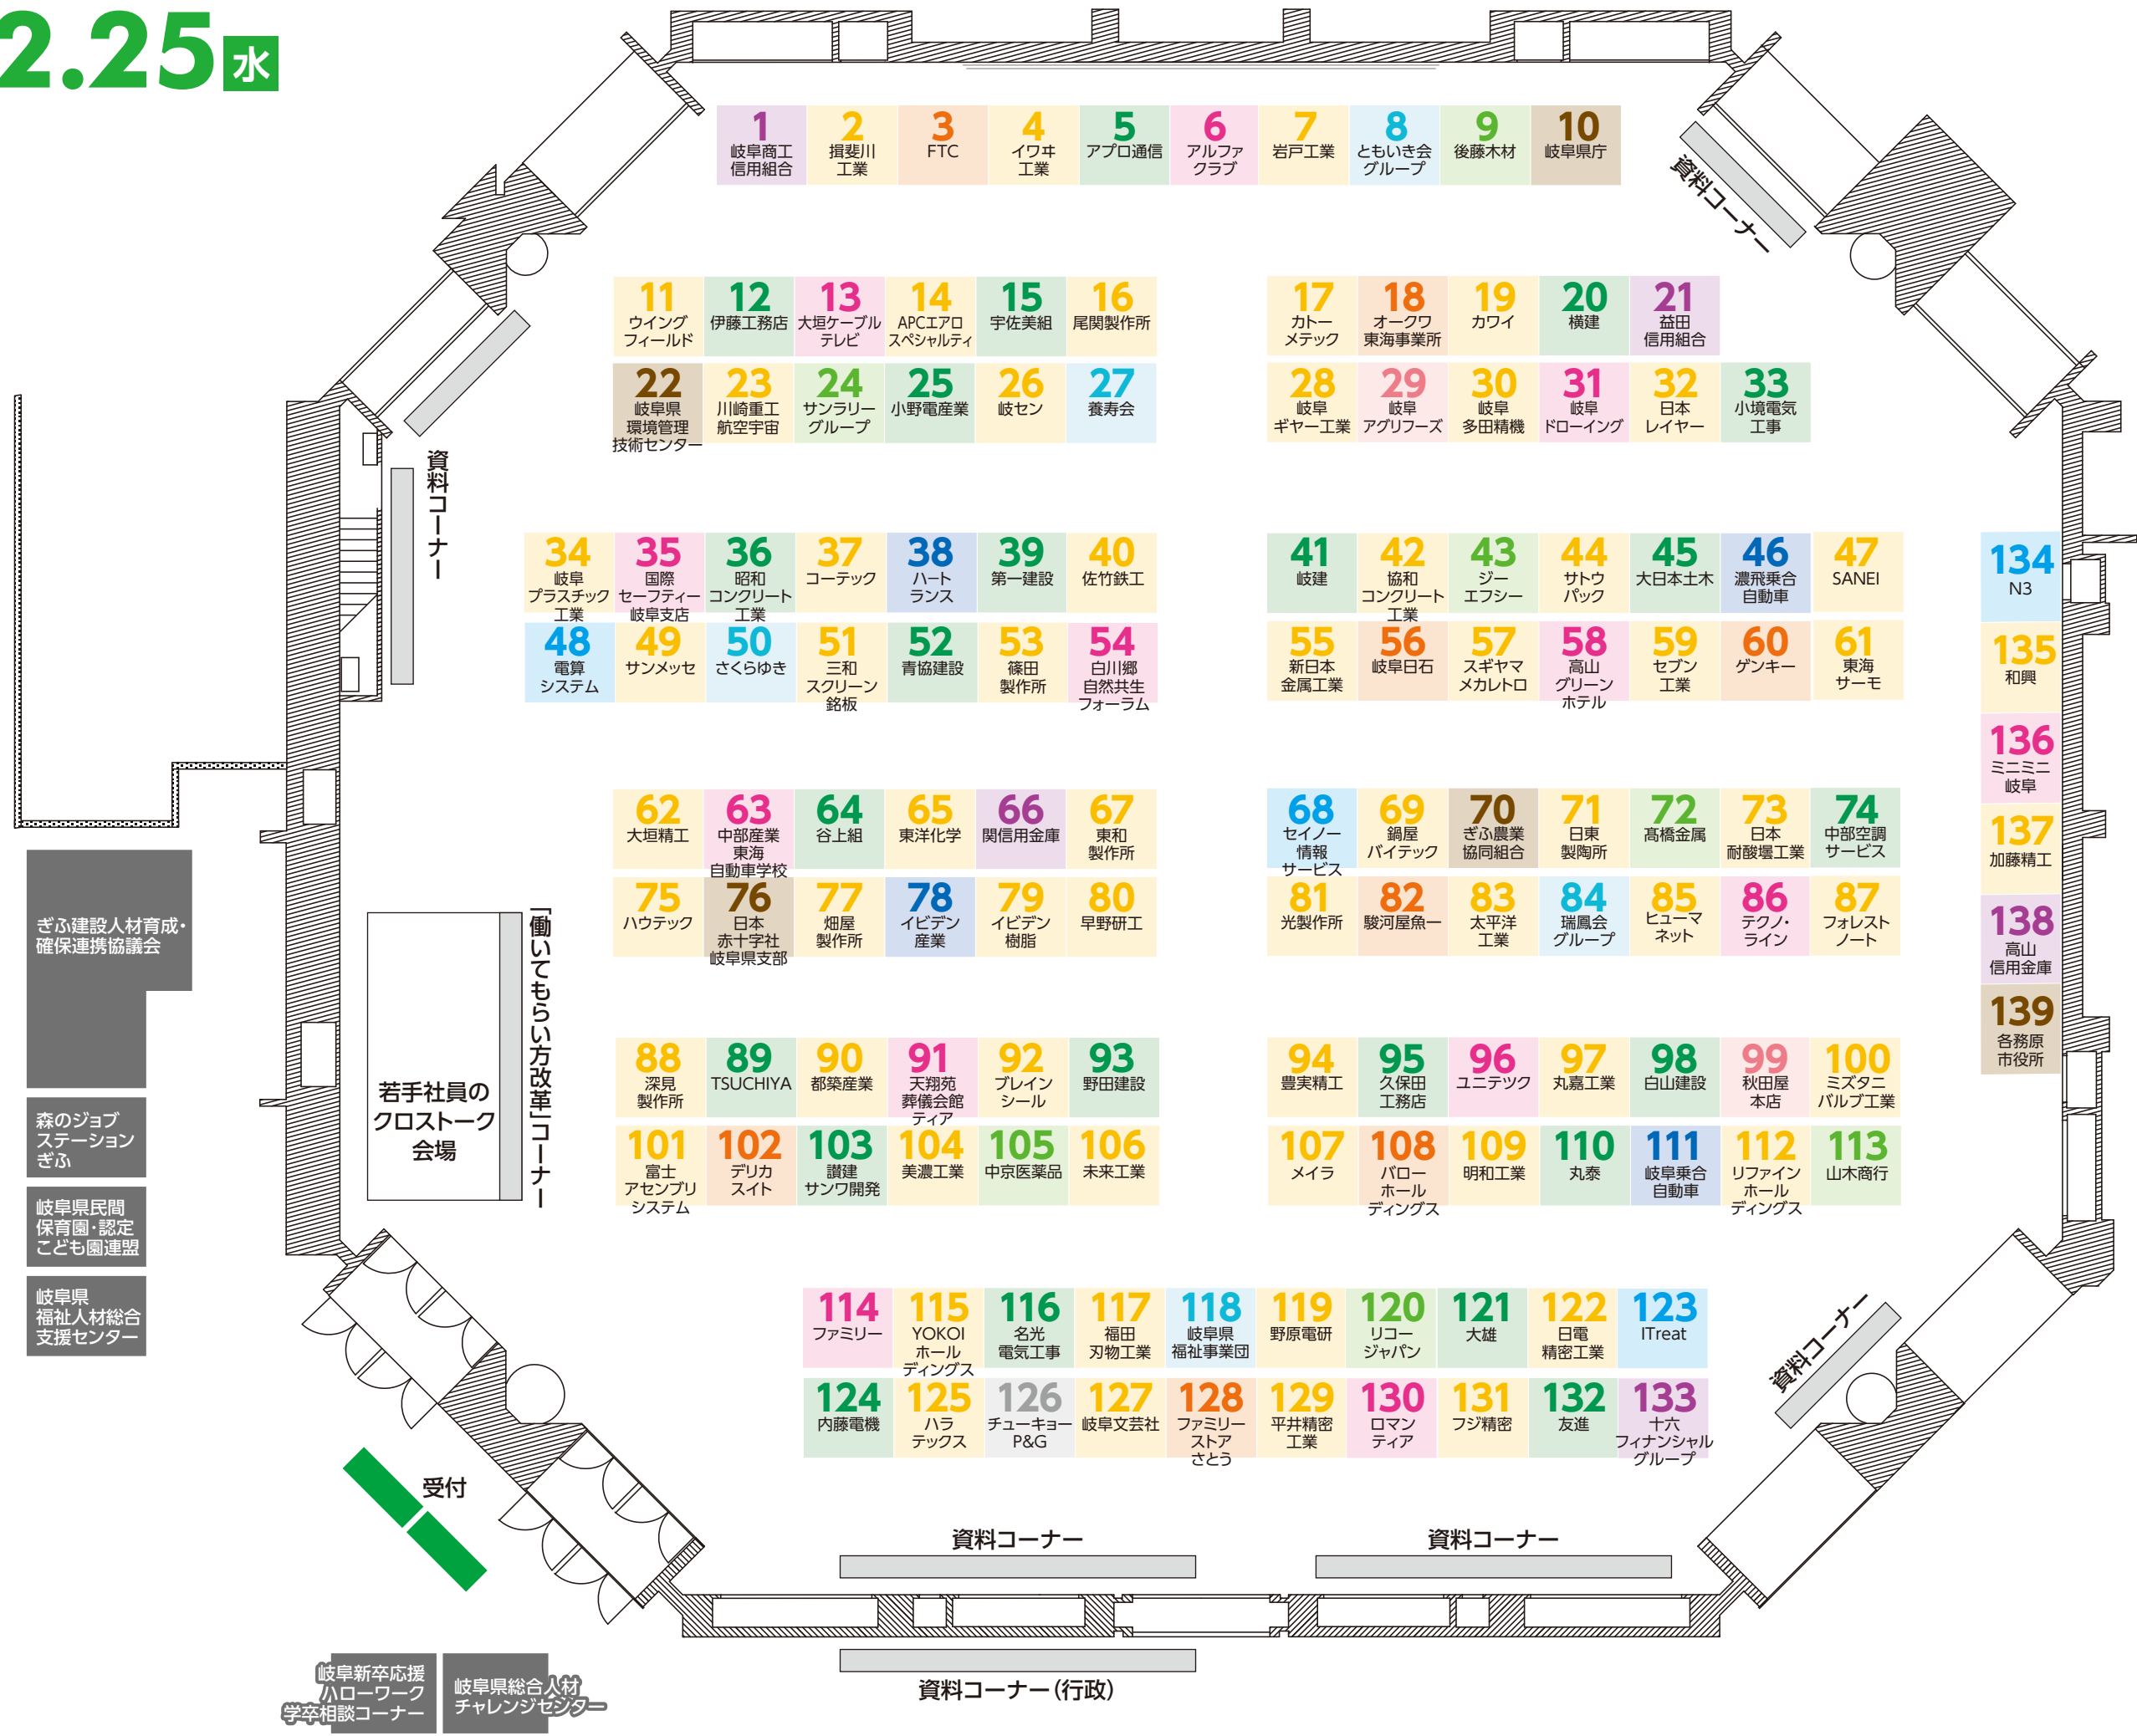 2.25 水
1
岐阜商工
信用組合
2
揖斐川
工業
3
FTC
4
イワヰ
工業
5
アプロ通信
6
アルファ
クラブ
7
岩戸工業
8
ともいき会
グループ
9
後藤木材
10
岐阜県庁
資料コーナー
11
ウイング
フィールド
12
伊藤工務店
13
大垣ケーブル
テレビ
14
APCエアロ
スペシャルティ
15
宇佐美組
16
尾関製作所
17
カトー
メテック
18
オークワ
東海事業所
19
カワイ
20
横建
21
益田
信用組合
22
岐阜県
環境管理
技術センター
23
川崎重工
航空宇宙
24
サンラリー
グループ
25
小野電産業
26
岐セン
27
養寿会
28
岐阜
ギヤー工業
29
岐阜
アグリフーズ
30
岐阜
多田精機
31
岐阜
ドローイング
32
日本
レイヤー
33
小境電気
工事
資料コーナー
34
岐阜
プラスチック
工業
35
国際
セーフティー
岐阜支店
36
昭和
コンクリート
工業
37
コーテック
38
ハート
ランス
39
第一建設
40
佐竹鉄工
41
岐建
42
協和
コンクリート
工業
43
ジー
エフシー
44
サトウ
パック
45
大日本土木
46
濃飛乗合
自動車
47
SANEI
48
電算
システム
49
サンメッセ
50
さくらゆき
51
三和
スクリーン
銘板
52
青協建設
53
篠田
製作所
54
白川郷
自然共生
フォーラム
55
新日本
金属工業
56
岐阜日石
57
スギヤマ
メカレトロ
58
高山
グリーン
ホテル
59
セブン
工業
60
ゲンキー
61
東海
サーモ
134
N3
135
和興
136
ミニミニ
岐阜
137
加藤精工
138
高山
信用金庫
139
各務原
市役所
62
大垣精工
63
中部産業
東海
自動車学校
64
谷上組
65
東洋化学
66
関信用金庫
67
東和
製作所
68
セイノー
情報
サービス
69
鍋屋
バイテック
70
ぎふ農業
協同組合
71
日東
製陶所
72
髙橋金属
73
日本
耐酸壜工業
74
中部空調
サービス
75
ハウテック
76
日本
赤十字社
岐阜県支部
77
畑屋
製作所
78
イビデン
産業
79
イビデン
樹脂
80
早野研工
81
光製作所
82
駿河屋魚一
83
太平洋
工業
84
瑞鳳会
グループ
85
ヒューマ
ネット
86
テクノ・
ライン
87
フォレスト
ノート
ぎふ建設人材育成・
確保連携協議会
森のジョブ
ステーション
ぎふ
岐阜県民間
保育園・認定
こども園連盟
岐阜県
福祉人材総合
支援センター
若手社員の
クロストーク
会場
「働いてもらい方改革」コーナー
88
深見
製作所
89
TSUCHIYA
90
都築産業
91
天翔苑
葬儀会館
ティア
92
ブレイン
シール
93
野田建設
94
豊実精工
95
久保田
工務店
96
ユニテツク
97
丸嘉工業
98
白山建設
99
秋田屋
本店
100
ミズタニ
バルブ工業
101
富士
アセンブリ
システム
102
デリカ
スイト
103
讃建
サンワ開発
104
美濃工業
105
中京医薬品
106
未来工業
107
メイラ
108
バロー
ホール
ディングス
109
明和工業
110
丸泰
111
岐阜乗合
自動車
112
リファイン
ホール
ディングス
113
山木商行
114
ファミリー
115
YOKOI
ホール
ディングス
116
名光
電気工事
117
福田
刃物工業
118
岐阜県
福祉事業団
119
野原電研
120
リコー
ジャパン
121
大雄
122
日電
精密工業
123
ITreat
124
内藤電機
125
ハラ
テックス
126
チューキョー
P&G
127
岐阜文芸社
128
ファミリー
ストア
さとう
129
平井精密
工業
130
ロマン
ティア
131
フジ精密
132
友進
133
十六
フィナンシャル
グループ
資料コーナー
受付
資料コーナー
資料コーナー
資料コーナー(行政)
岐阜新卒応援
ハローワーク
学卒相談コーナー
岐阜県総合人材
チャレンジセンター